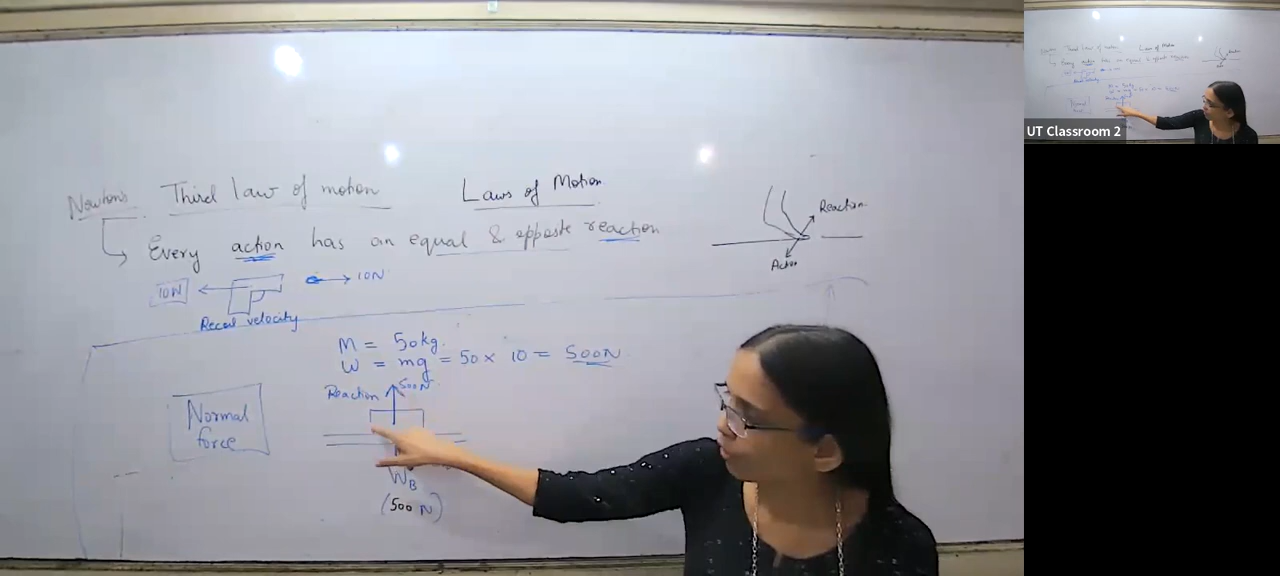 Newton's Third law of motion
Laws of Motion
Every action has an equal & opposite reaction
Reaction
Action
10N
10N
Recoil velocity
M = 50kg.
W = mg = 50 × 10 = 500N
Reaction
500N
Normal
force
WB
(500 N)
UT Classroom 2